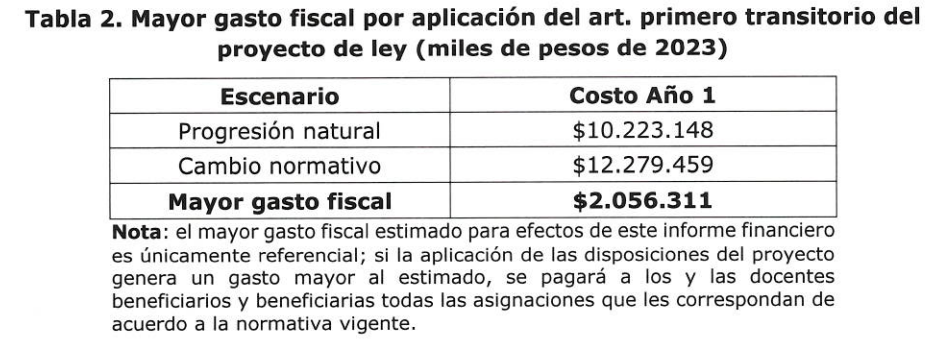 Tabla 2. Mayor gasto fiscal por aplicación del art. primero transitorio del
proyecto de ley (miles de pesos de 2023)
Escenario Costo Año 1
Progresión natural $10.223.148
Cambio normativo $12.279.459
Mayor gasto fiscal $2.056.311
Nota: el mayor gasto fiscal estimado para efectos de este informe financiero
es únicamente referencial; si la aplicación de las disposiciones del proyecto
genera un gasto mayor al estimado, se pagará a los y las docentes
beneficiarios y beneficiarias todas las asignaciones que les correspondan de
acuerdo a la normativa vigente.